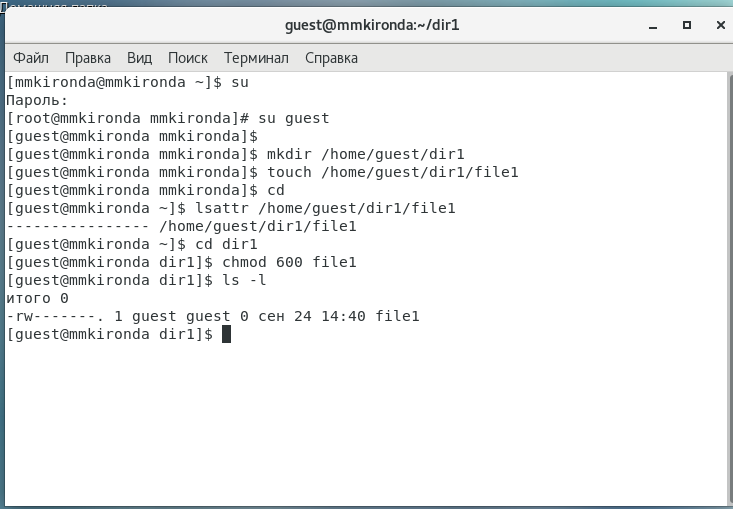 Домашняя папка
guest@mmkironda:~/dir1
Файл Правка Вид Поиск Терминал Справка
[mmkironda@mmkironda ~]$ su
Пароль:
[root@mmkironda mmkironda]# su guest
[guest@mmkironda mmkironda]$
[guest@mmkironda mmkironda]$ mkdir /home/guest/dir1
[guest@mmkironda mmkironda]$ touch /home/guest/dir1/file1
[guest@mmkironda mmkironda]$ cd
[guest@mmkironda ~]$ lsattr /home/guest/dir1/file1
---------------- /home/guest/dir1/file1
[guest@mmkironda ~]$ cd dir1
[guest@mmkironda dir1]$ chmod 600 file1
[guest@mmkironda dir1]$ ls -l
итого 0
-rw-------. 1 guest guest 0 сен 24 14:40 file1
[guest@mmkironda dir1]$